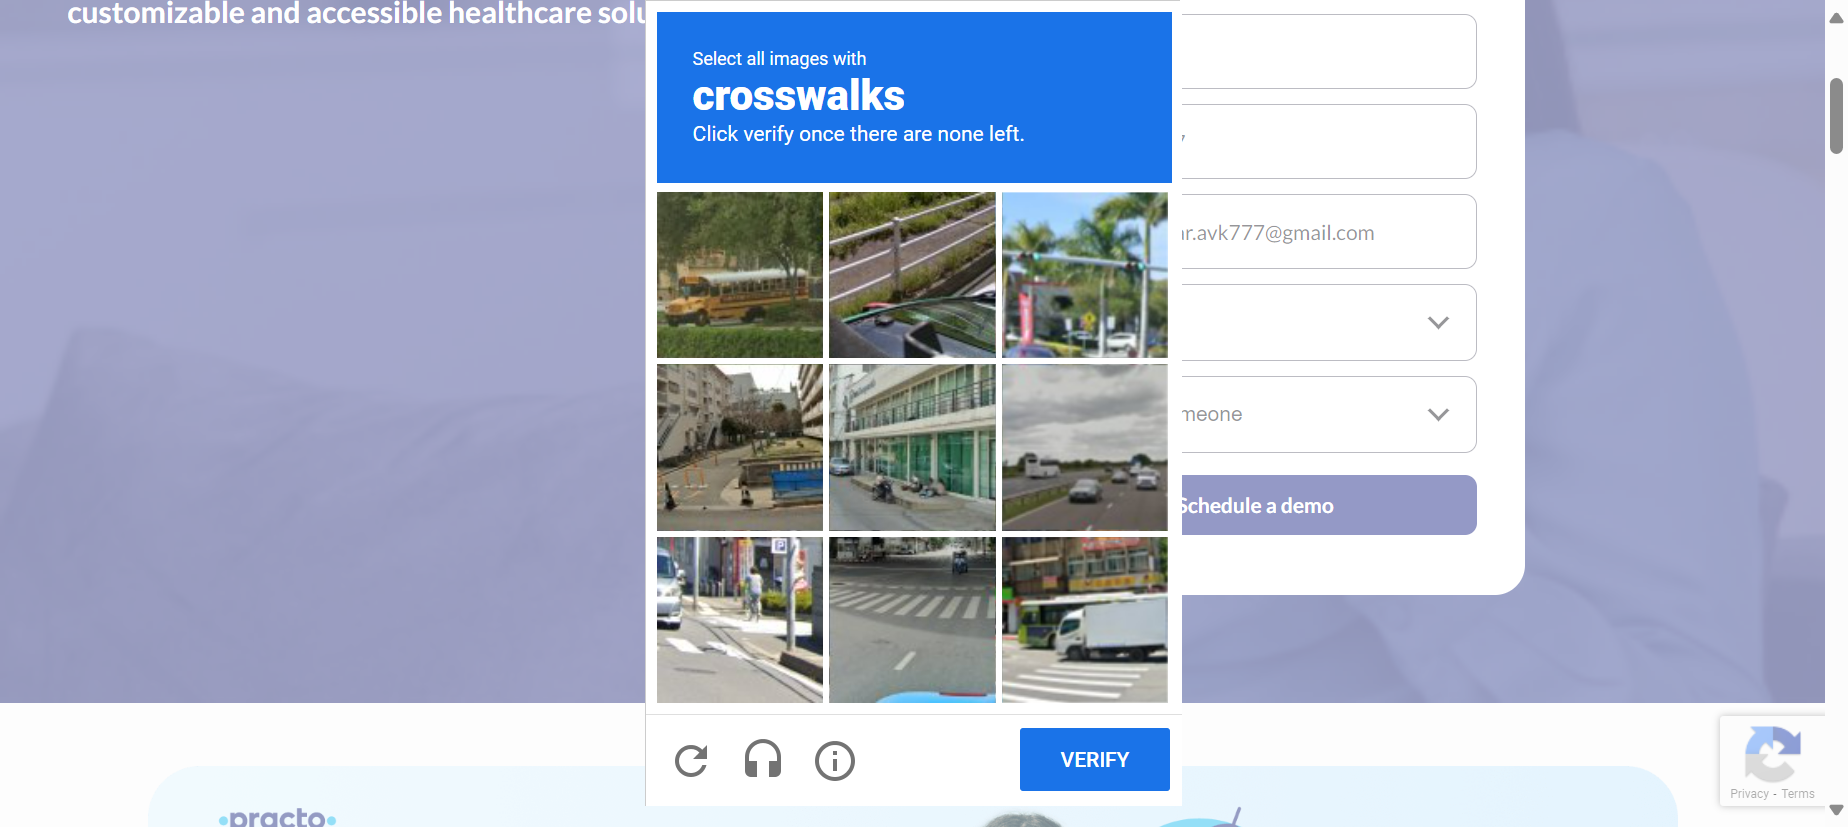 customizable and accessible healthcare solu
Select all images with
crosswalks
Click verify once there are none left.
ar.avk777@gmail.com
meone
Schedule a demo
VERIFY
Privacy - Terms
practo